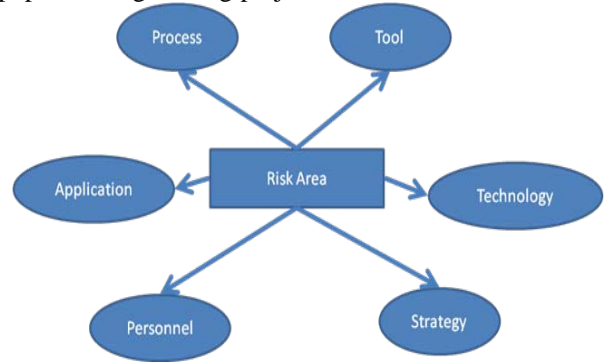 Process
Tool
Risk Area
Application
Technology
Personnel
Strategy